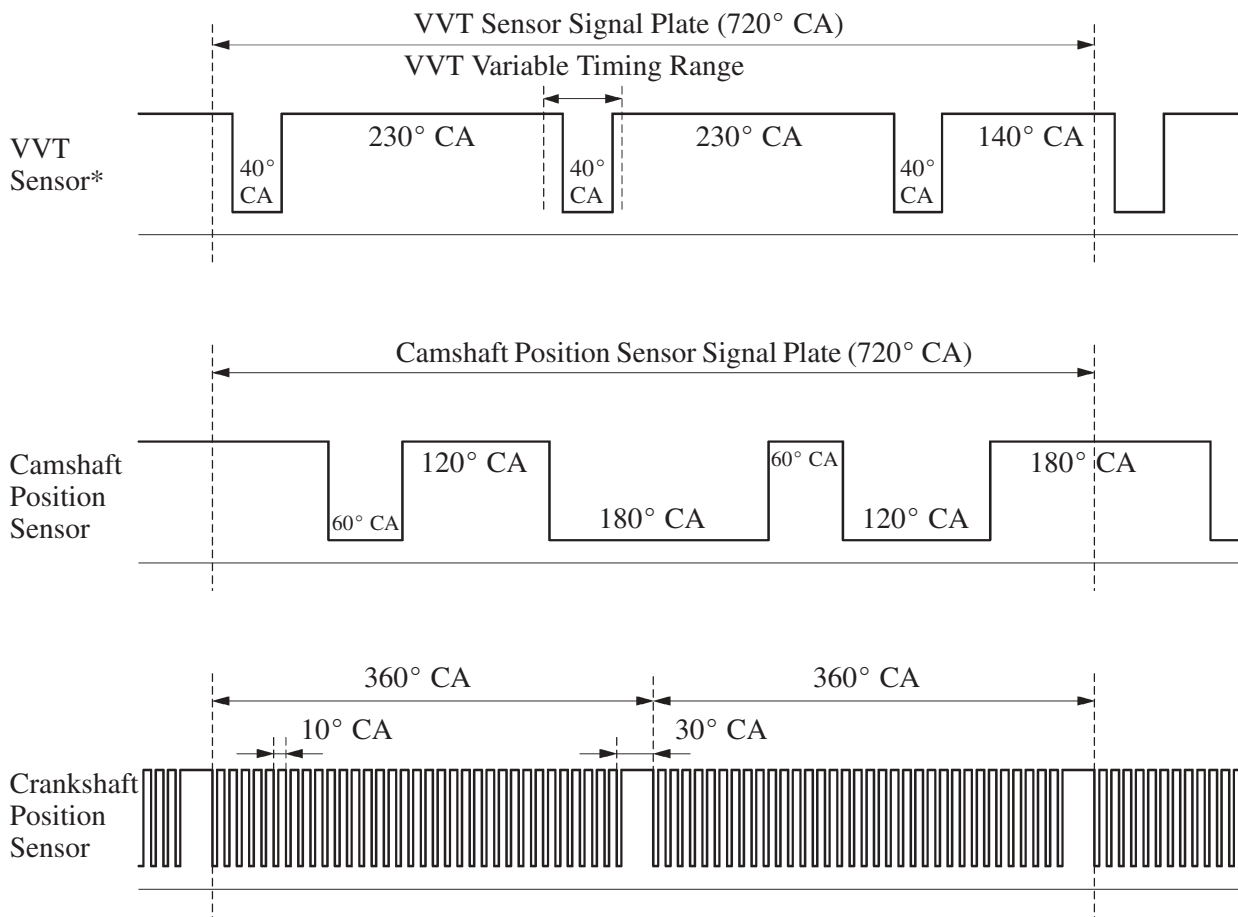 VVT Sensor Signal Plate (720° CA)
VVT Variable Timing Range
VVT
Sensor*
40°
CA
230° CA
40°
CA
230° CA
40°
CA
140° CA
Camshaft Position Sensor Signal Plate (720° CA)
Camshaft
Position
Sensor
60° CA
120° CA
180° CA
60° CA
120° CA
180° CA
360° CA
360° CA
10° CA
30° CA
Crankshaft
Position
Sensor